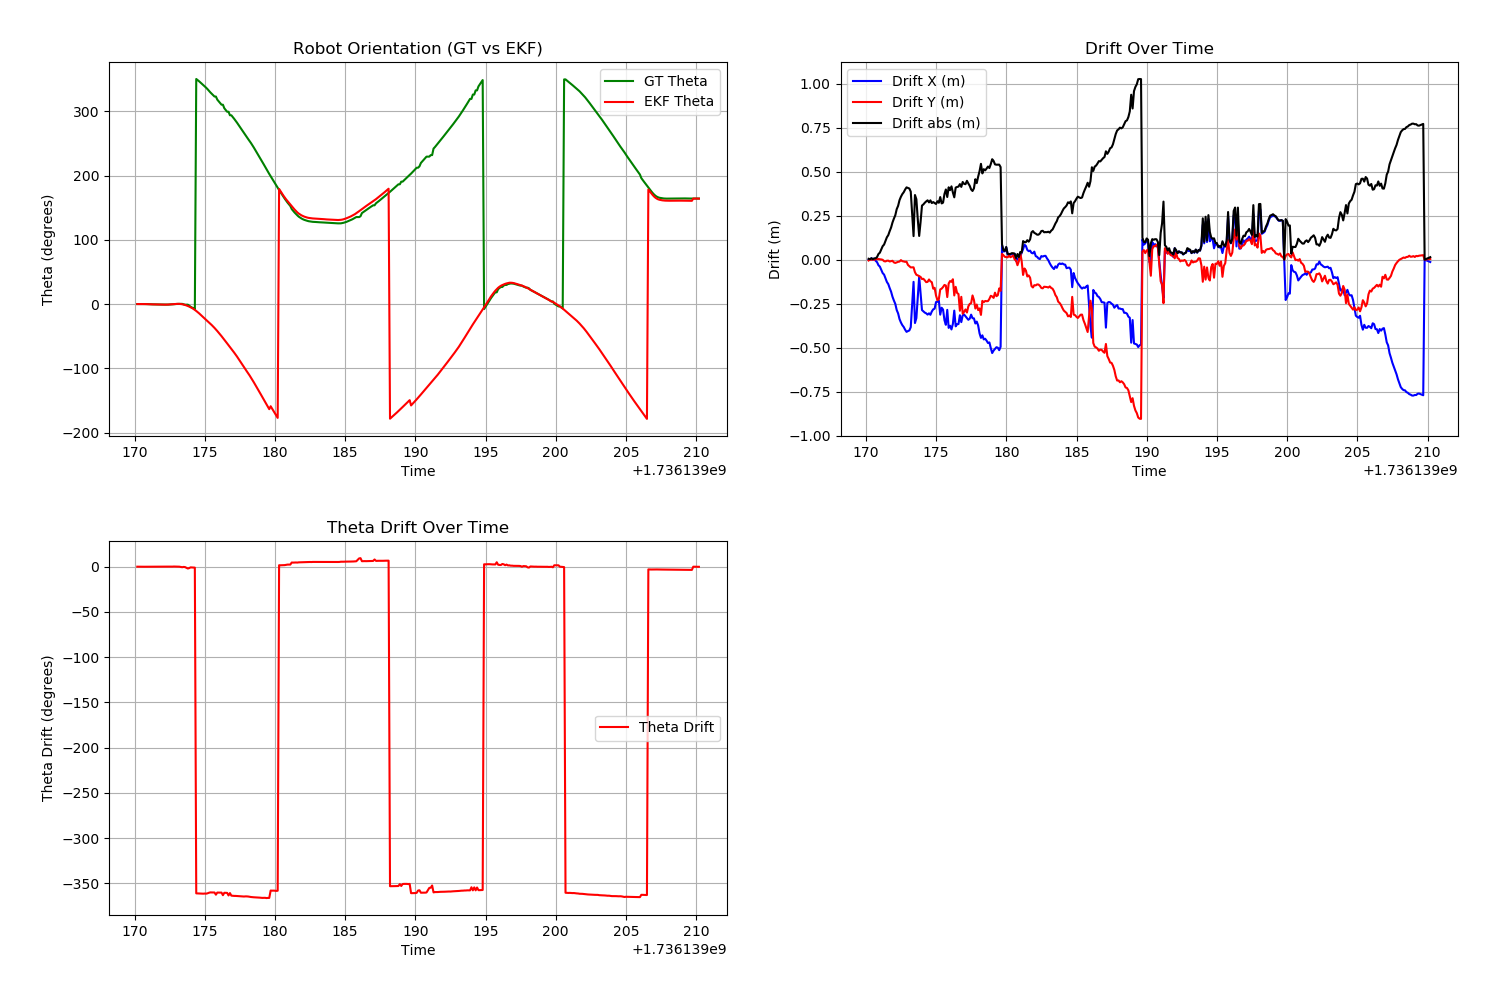 Robot Orientation (GT vs EKF)
Theta (degrees)
300
200
100
0
−100
−200
170 175 180 185 190 195 200 205 210
Time
+1.736139e9
GT Theta
EKF Theta
Drift Over Time
Drift (m)
1.00
0.75
0.50
0.25
0.00
−0.25
−0.50
−0.75
−1.00
170 175 180 185 190 195 200 205 210
Time
+1.736139e9
Drift X (m)
Drift Y (m)
Drift abs (m)
Theta Drift Over Time
Theta Drift (degrees)
0
−50
−100
−150
−200
−250
−300
−350
170 175 180 185 190 195 200 205 210
Time
+1.736139e9
Theta Drift